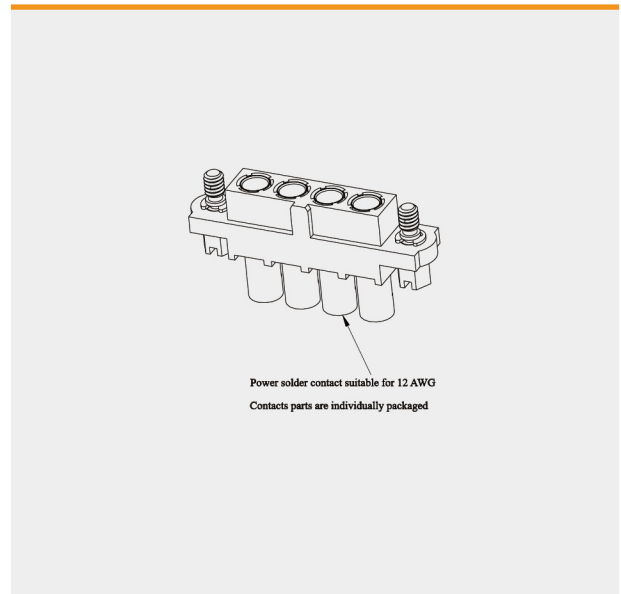 Power solder contact suitable for 12 AWG
Contacts parts are individually packaged